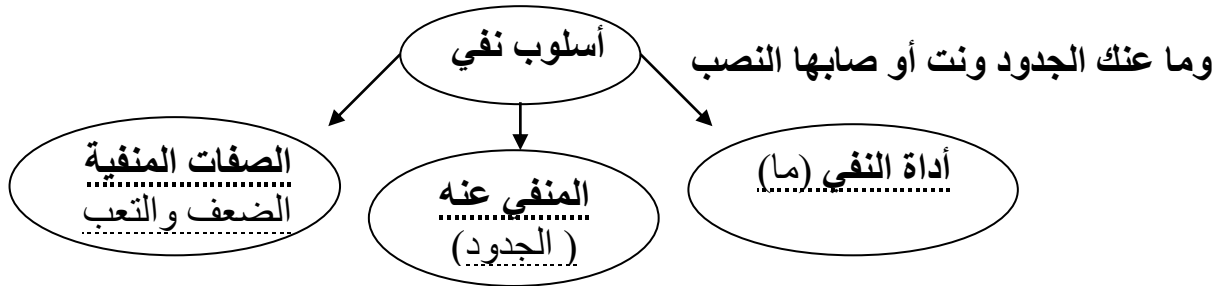 أسلوب نفي
وما عنك الجدود ونت أو صابها النصب
أداة النفي (ما)
المنفي عنه
( الجدود)
الصفات المنفية
الضعف والتعب